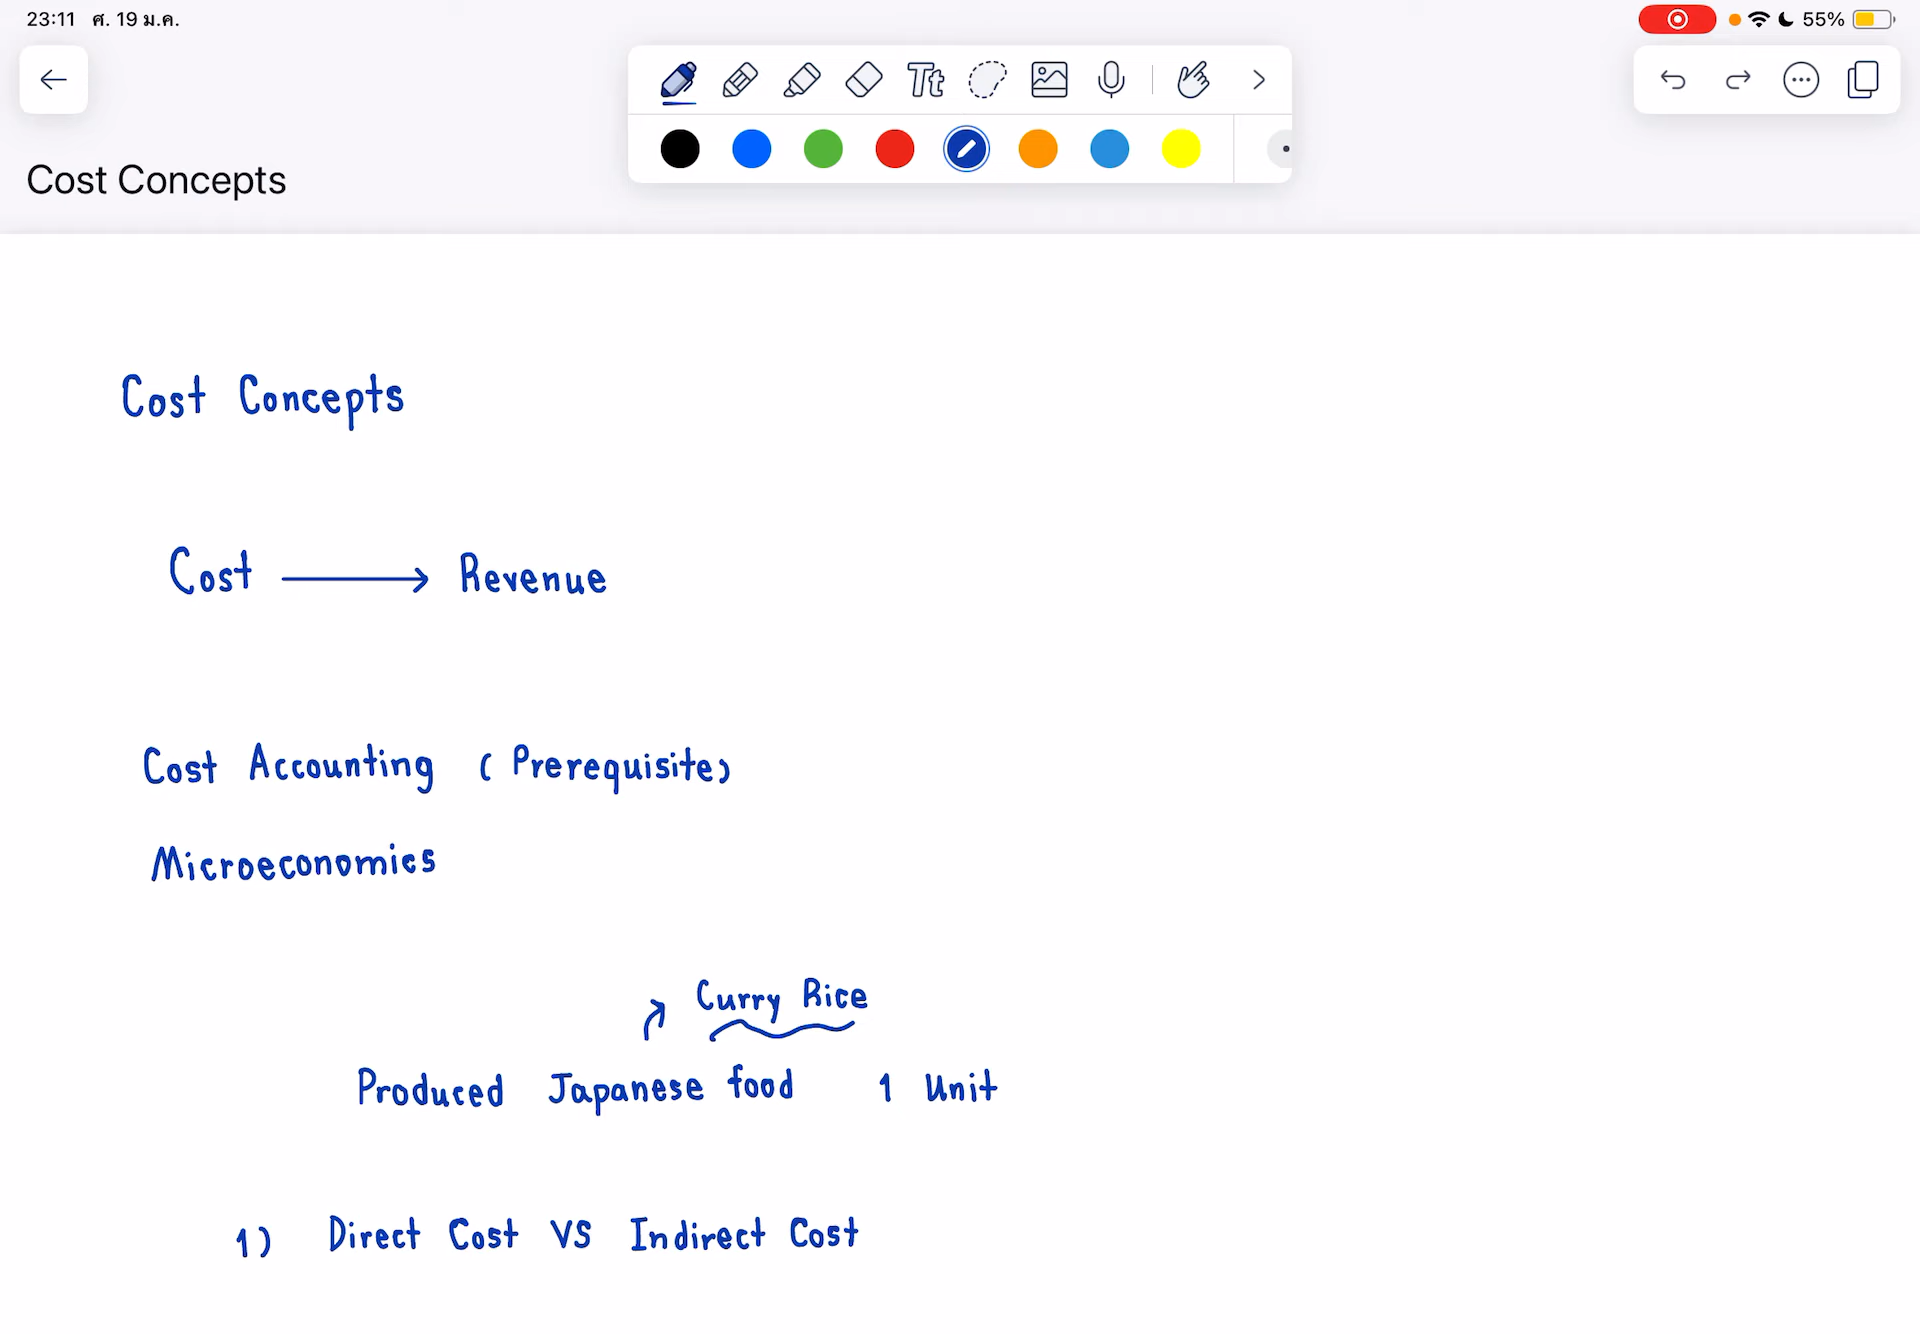 23:11 ศ. 19 ม.ค. 55%
Tt
Cost Concepts
Cost Concepts
Cost → Revenue
Cost Accounting (Prerequisite)
Microeconomics
Curry Rice
Produced Japanese food 1 Unit
1) Direct Cost VS Indirect Cost